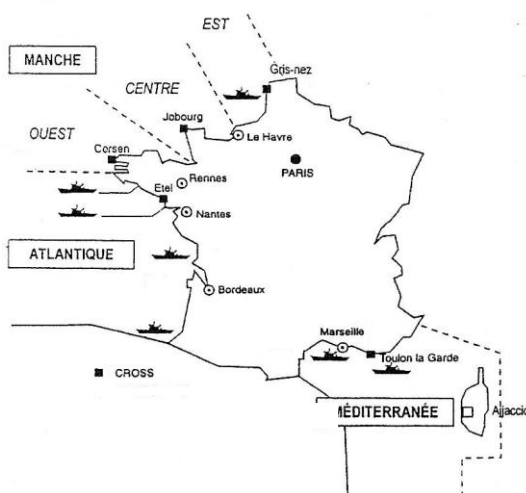 EST
Gris-nez
MANCHE
CENTRE
Jobourg
Le Havre
OUEST
Corsen
PARIS
Rennes
Etel
Nantes
ATLANTIQUE
Bordeaux
Marseille
Toulon la Garde
CROSS
MÉDITERRANÉE
Ajaccio